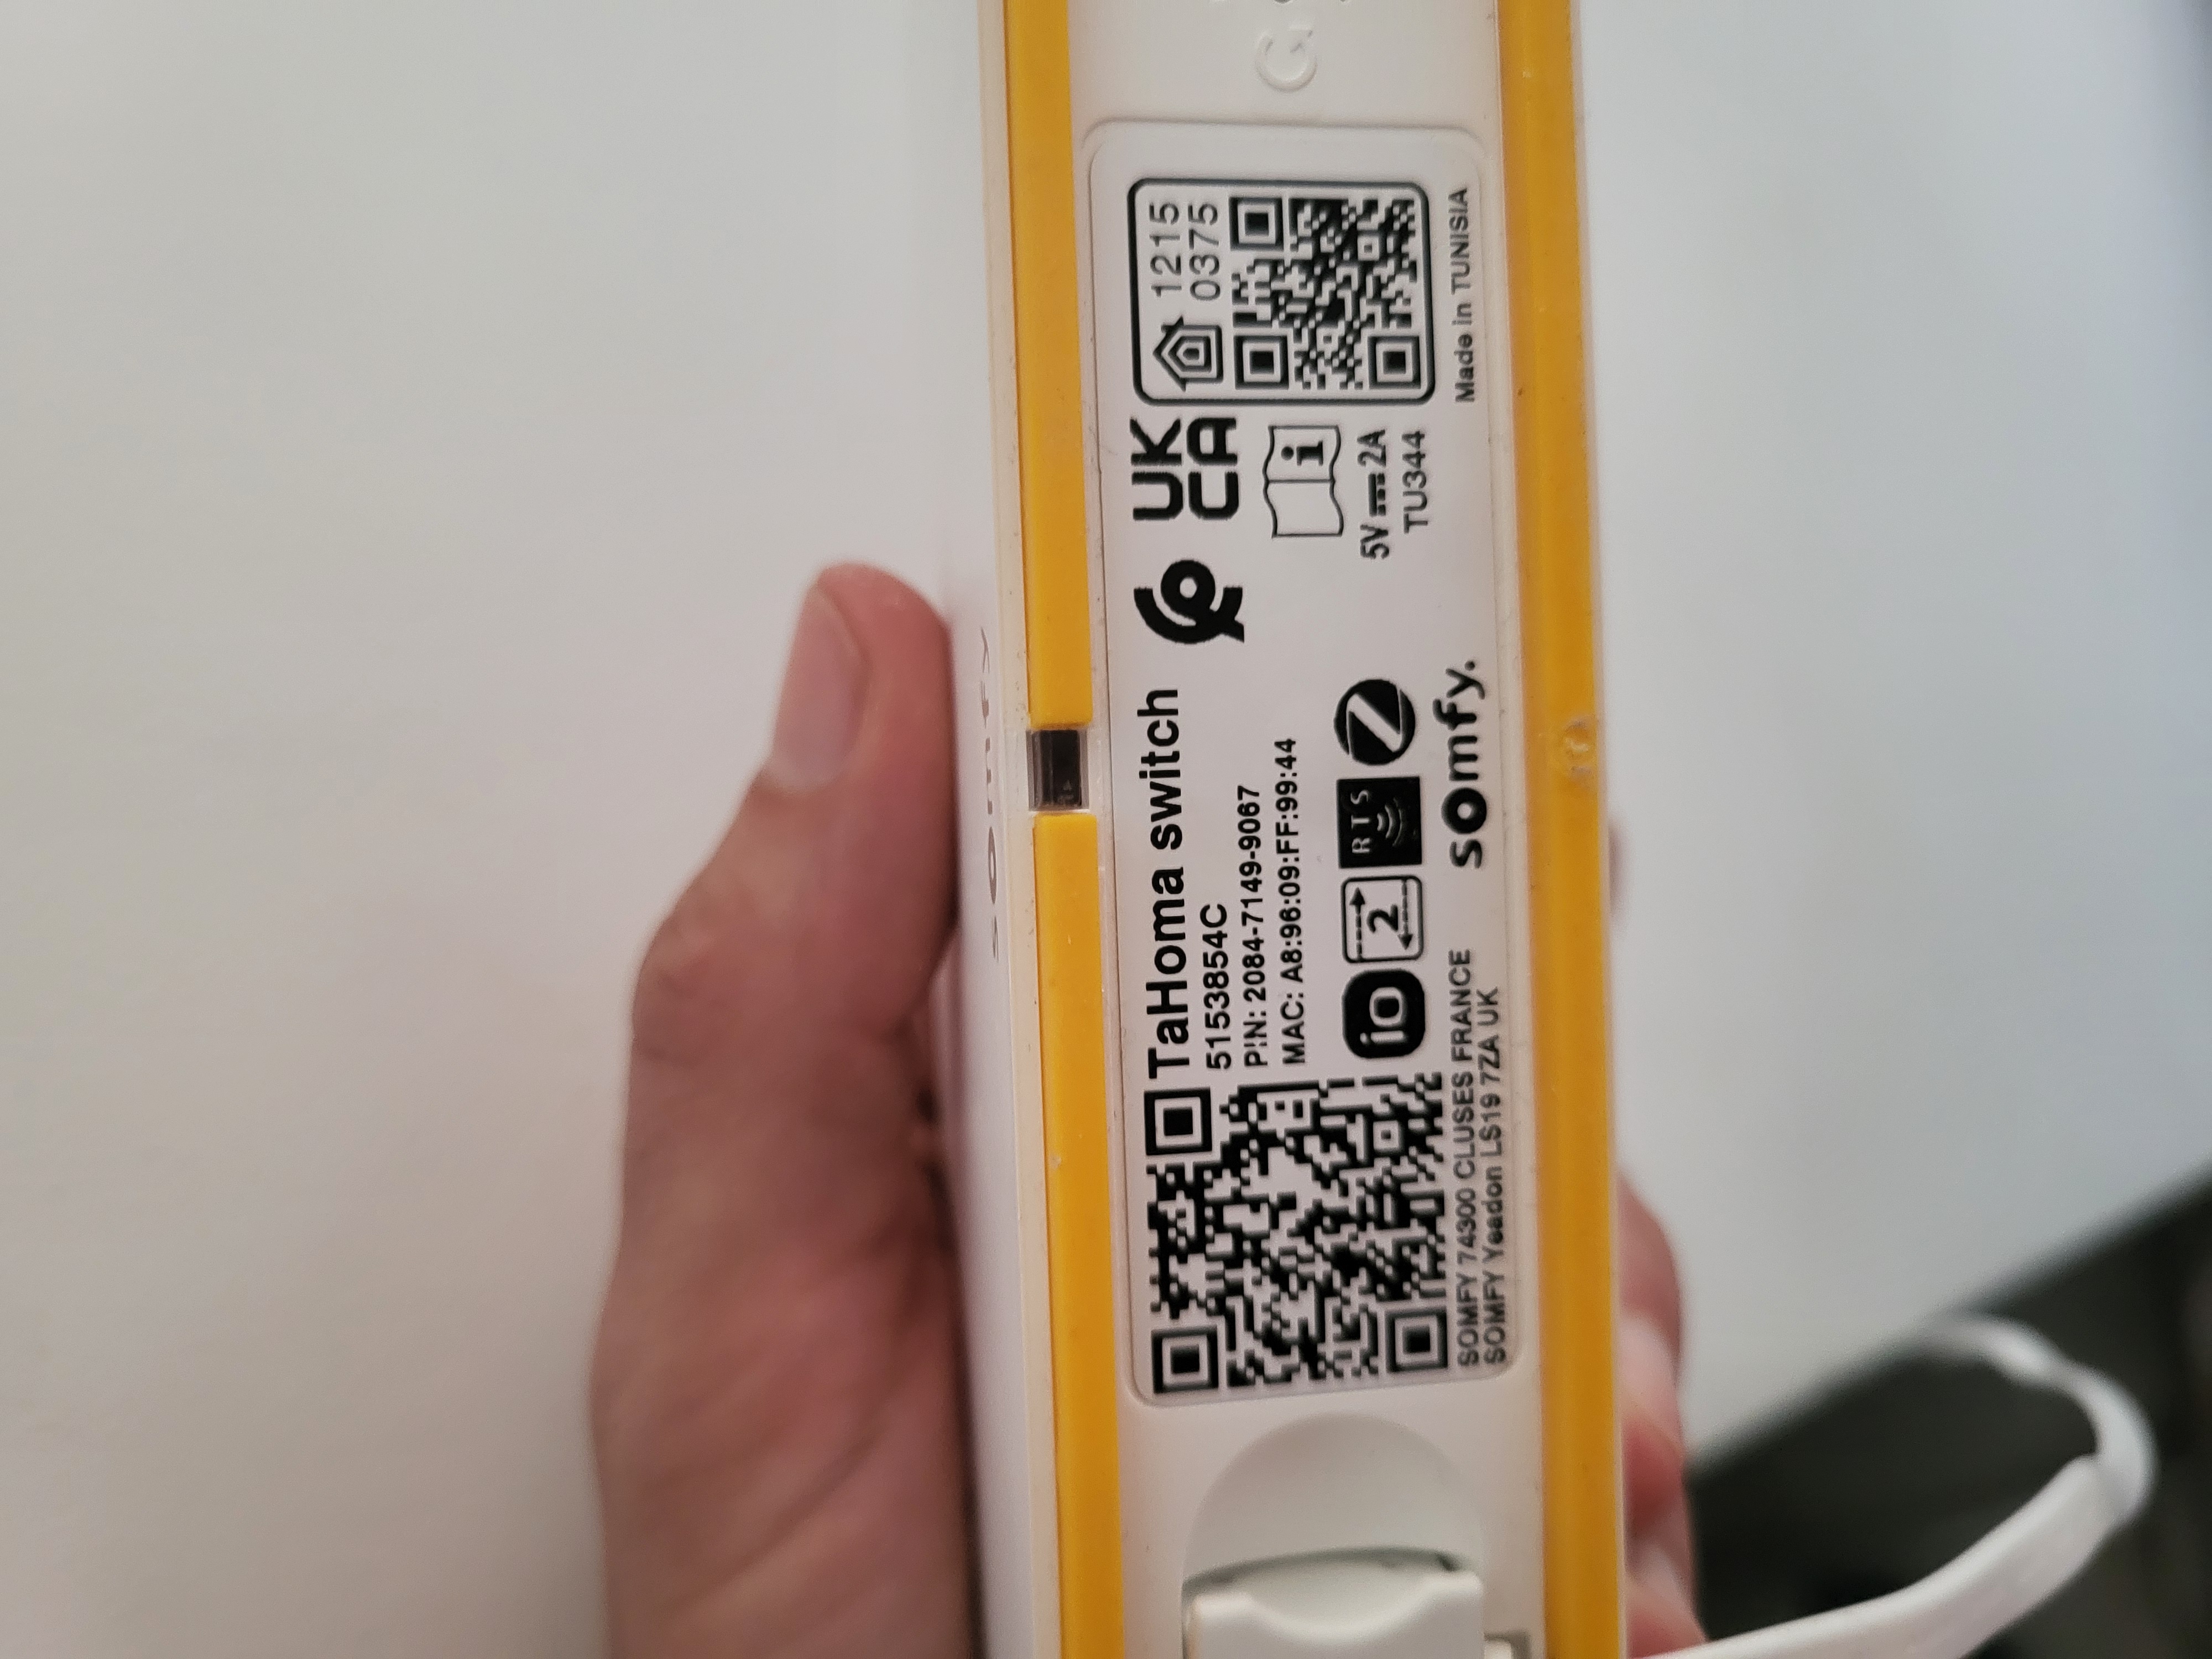 TaHoma switch
5153854C
PIN: 2084-7149-9067
MAC: A8:96:09:FF:99:44
io
2
RTS
SOMFY 74300 CLUSES FRANCE
SOMFY Yeadon LS19 7ZA UK
somfy.
UK
CA
i
5V 2A
TU344
1215
0375
Made in TUNISIA